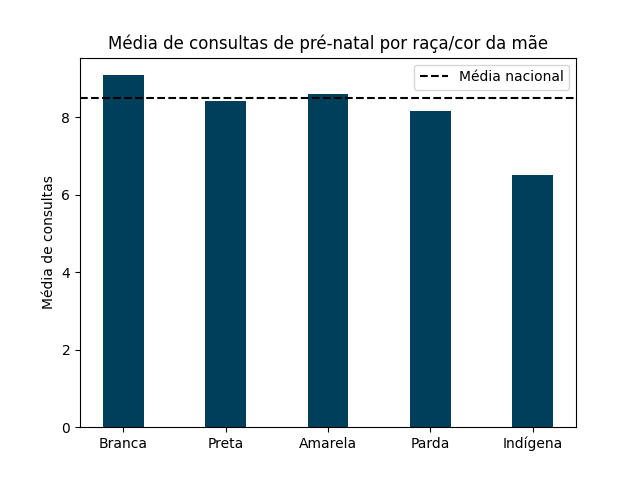 Média de consultas de pré-natal por raça/cor da mãe
Média nacional
Média de consultas
8
6
4
2
0
Branca Preta Amarela Parda Indígena